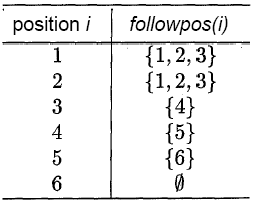 position i followpos(i)
1 {1, 2, 3}
2 {1, 2, 3}
3 {4}
4 {5}
5 {6}
6 ∅